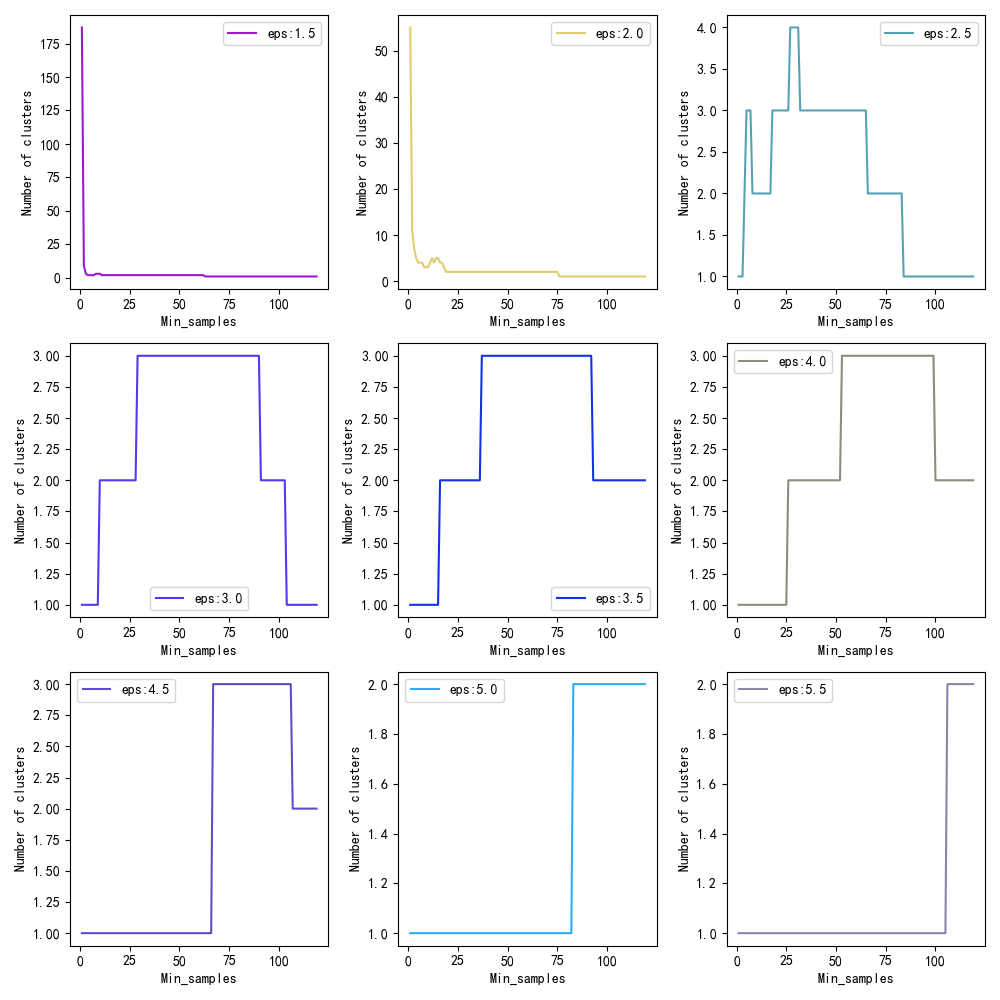 eps:1.5
175
150
125
100
75
50
25
0
Number of clusters
0 25 50 75 100
Min_samples
eps:2.0
50
40
30
20
10
0
Number of clusters
0 25 50 75 100
Min_samples
eps:2.5
4.0
3.5
3.0
2.5
2.0
1.5
1.0
Number of clusters
0 25 50 75 100
Min_samples
eps:3.0
3.00
2.75
2.50
2.25
2.00
1.75
1.50
1.25
1.00
Number of clusters
0 25 50 75 100
Min_samples
eps:3.5
3.00
2.75
2.50
2.25
2.00
1.75
1.50
1.25
1.00
Number of clusters
0 25 50 75 100
Min_samples
eps:4.0
3.00
2.75
2.50
2.25
2.00
1.75
1.50
1.25
1.00
Number of clusters
0 25 50 75 100
Min_samples
eps:4.5
3.00
2.75
2.50
2.25
2.00
1.75
1.50
1.25
1.00
Number of clusters
0 25 50 75 100
Min_samples
eps:5.0
2.0
1.8
1.6
1.4
1.2
1.0
Number of clusters
0 25 50 75 100
Min_samples
eps:5.5
2.0
1.8
1.6
1.4
1.2
1.0
Number of clusters
0 25 50 75 100
Min_samples